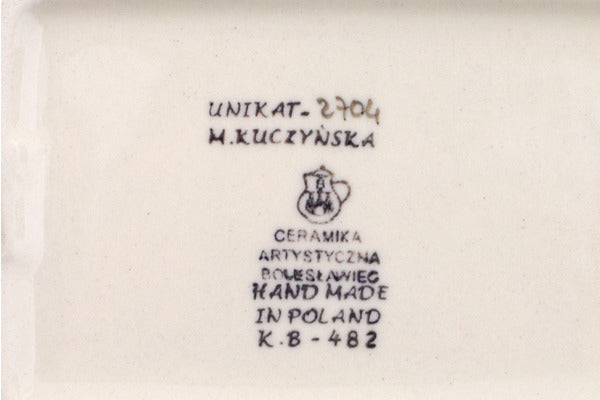 UNIKAT-2704
M.KUCZYŃSKA
CERAMIKA
ARTYSTYCZNA
BOLESŁAWIEC
HAND MADE
IN POLAND
K.B-482